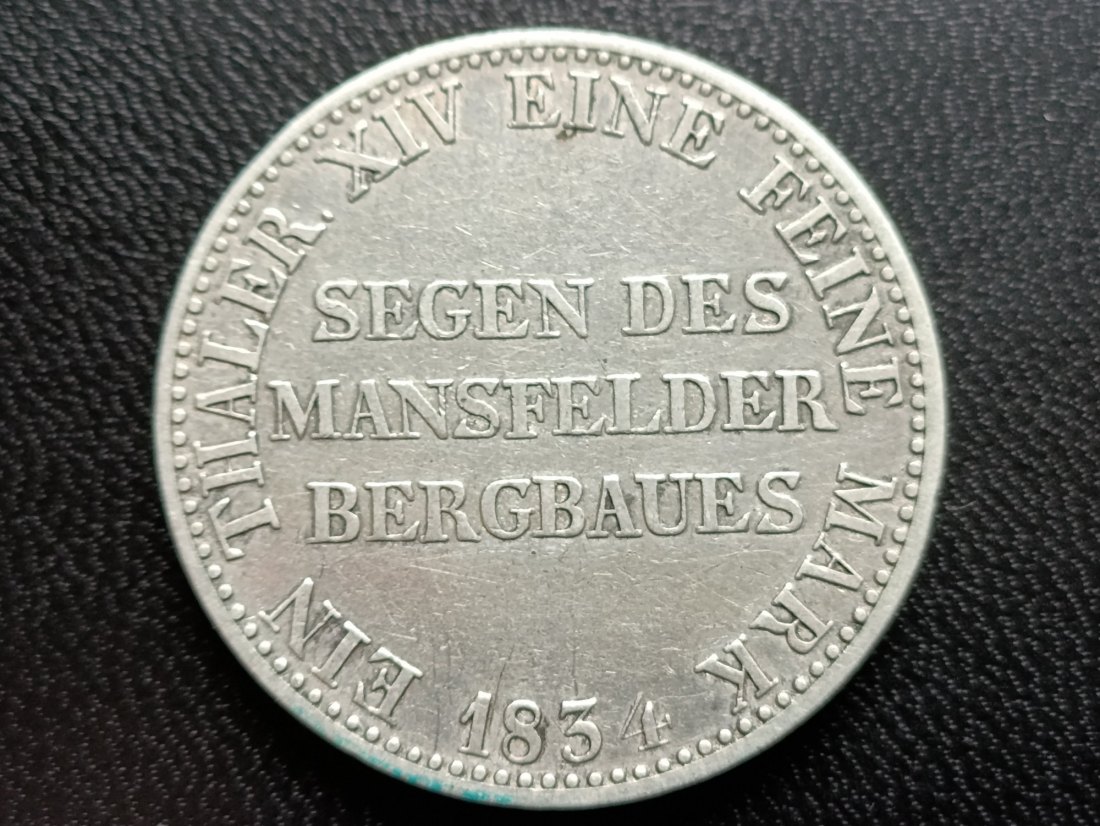 EIN THALER. XIV EINE FEINE MARK
SEGEN DES
MANSFELDER
BERGBAUES
1834